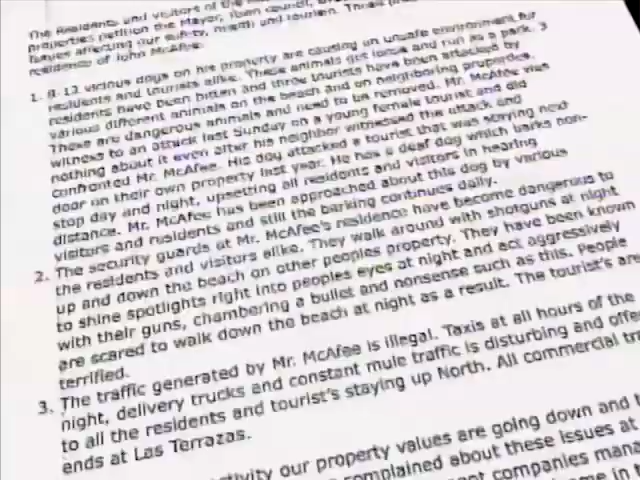 The Residents and visitors of the
properties petition the Mayor, Town council,
issues affecting our safety, health and tourism. Three
residence of John McAfee.
1. 9-12 vicious dogs on his property are causing an unsafe environment for
residents and tourists alike. These animals get loose and run as a pack. 3
residents have been bitten and three tourists have been attacked by
various different animals on the beach and on neighboring properties.
These are dangerous animals and need to be removed. Mr. McAfee was
witness to an attack last Sunday on a young female tourist and did
nothing about it even after his neighbor witnessed the attack and
confronted Mr. McAfee. His dog attacked a tourist that was staying next
door on their own property last year. He has a deaf dog which barks non-
stop day and night, upsetting all residents and visitors in hearing
distance. Mr. McAfee has been approached about this dog by various
visitors and residents and still the barking continues daily.
2. The security guards at Mr. McAfee's residence have become dangerous to
the residents and visitors alike. They walk around with shotguns at night
up and down the beach on other peoples property. They have been known
to shine spotlights right into peoples eyes at night and act aggressively
with their guns, chambering a bullet and nonsense such as this. People
are scared to walk down the beach at night as a result. The tourist's are
terrified.
3. The traffic generated by Mr. McAfee is illegal. Taxis at all hours of the
night, delivery trucks and constant mule traffic is disturbing and
to all the residents and tourist's staying up North. All commercial
ends at Las Terrazas.
our property values are going down and
complained about these issues at
companies